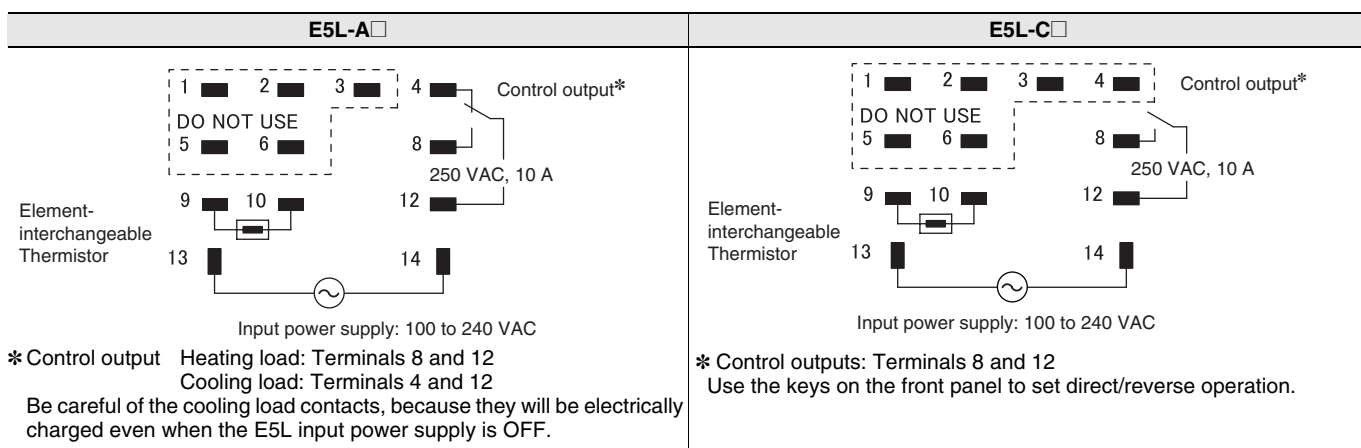 E5L-A□
1 2 3 4 Control output*
DO NOT USE
5 6 8
250 VAC, 10 A
9 10 12
Element-
interchangeable
Thermistor
13 14
Input power supply: 100 to 240 VAC
* Control output Heating load: Terminals 8 and 12
Cooling load: Terminals 4 and 12
Be careful of the cooling load contacts, because they will be electrically
charged even when the E5L input power supply is OFF.
E5L-C□
1 2 3 4 Control output*
DO NOT USE
5 6 8
250 VAC, 10 A
9 10 12
Element-
interchangeable
Thermistor
13 14
Input power supply: 100 to 240 VAC
* Control outputs: Terminals 8 and 12
Use the keys on the front panel to set direct/reverse operation.